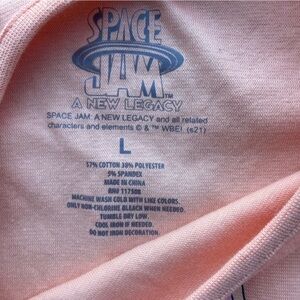 SPACE
JAM™
A NEW LEGACY
SPACE JAM: A NEW LEGACY and all related
characters and elements © & ™ WBEI (s21)
L
57% COTTON 38% POLYESTER
5% SPANDEX
MADE IN CHINA
RN# 117508
MACHINE WASH COLD WITH LIKE COLORS.
ONLY NON-CHLORINE BLEACH WHEN NEEDED.
TUMBLE DRY LOW.
COOL IRON IF NEEDED.
DO NOT IRON DECORATION.